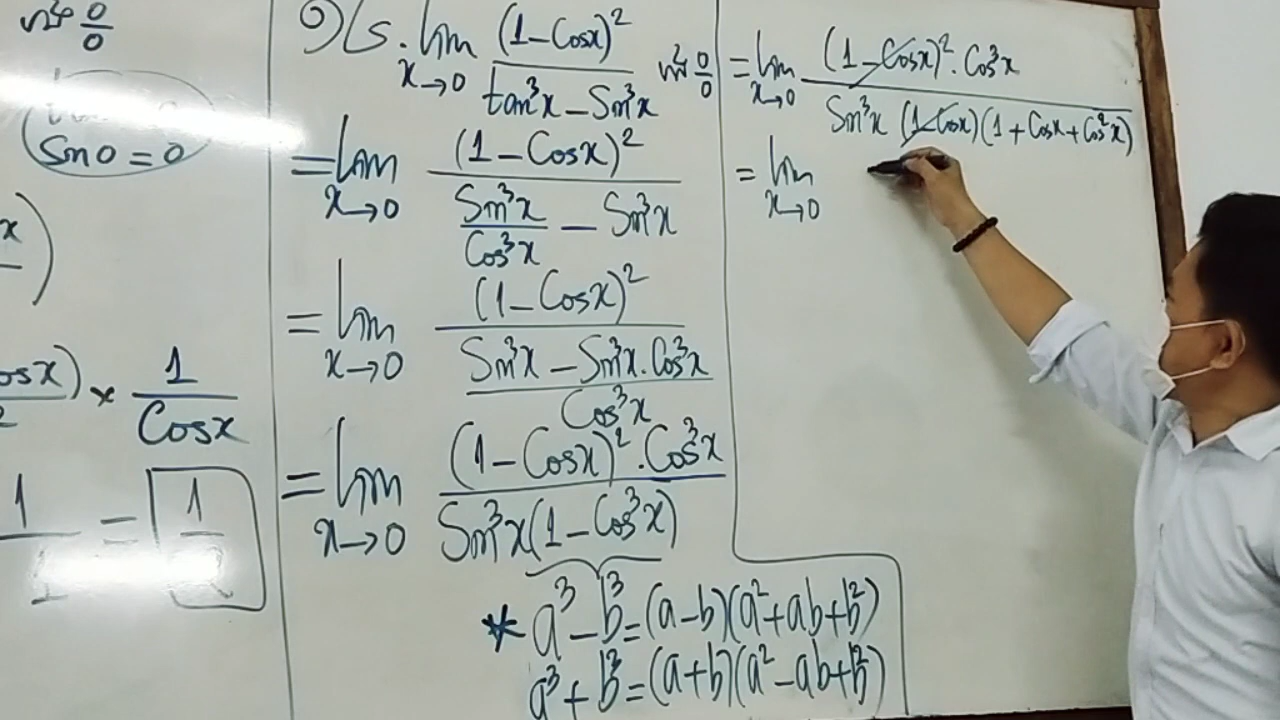 0/0
Sin0 = 0
x
osx) × 1/Cosx
1/1 = 1/2
lim x→0 (1-Cosx)²/(tan³x - Sin³x) 0/0
= lim x→0 (1-Cosx)²/(Sin³x/Cos³x - Sin³x)
= lim x→0 (1-Cosx)²/((Sin³x - Sin³x.Cos³x)/Cos³x)
= lim x→0 (1-Cosx)².Cos³x/(Sin³x(1-Cos³x))
* a³-b³=(a-b)(a²+ab+b²)
a³+b³=(a+b)(a²-ab+b²)
= lim x→0 (1-Cosx)².Cos³x/(Sin³x (1-Cosx)(1+Cosx+Cos²x))
= lim x→0